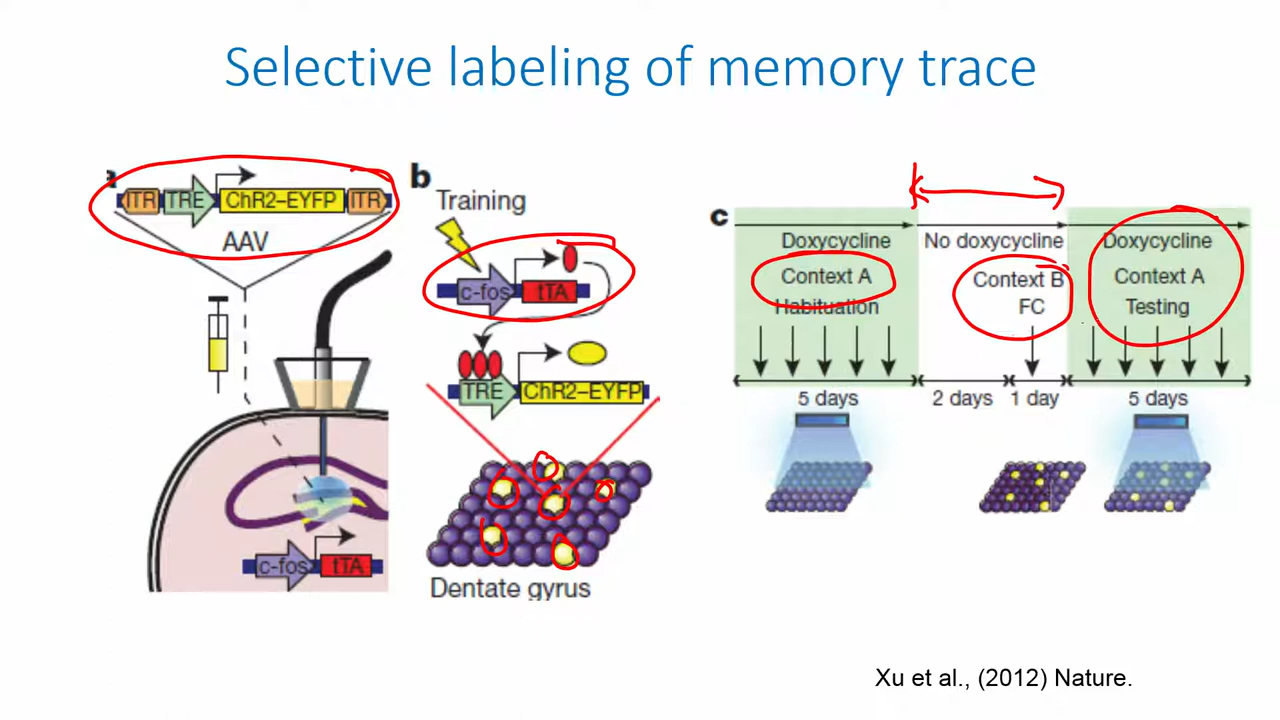 Selective labeling of memory trace
a
ITR TRE ChR2–EYFP ITR
AAV
c-fos tTA
b
Training
c-fos tTA
TRE ChR2–EYFP
Dentate gyrus
c
Doxycycline No doxycycline Doxycycline
Context A Context B Context A
Habituation FC Testing
5 days 2 days 1 day 5 days
Xu et al., (2012) Nature.